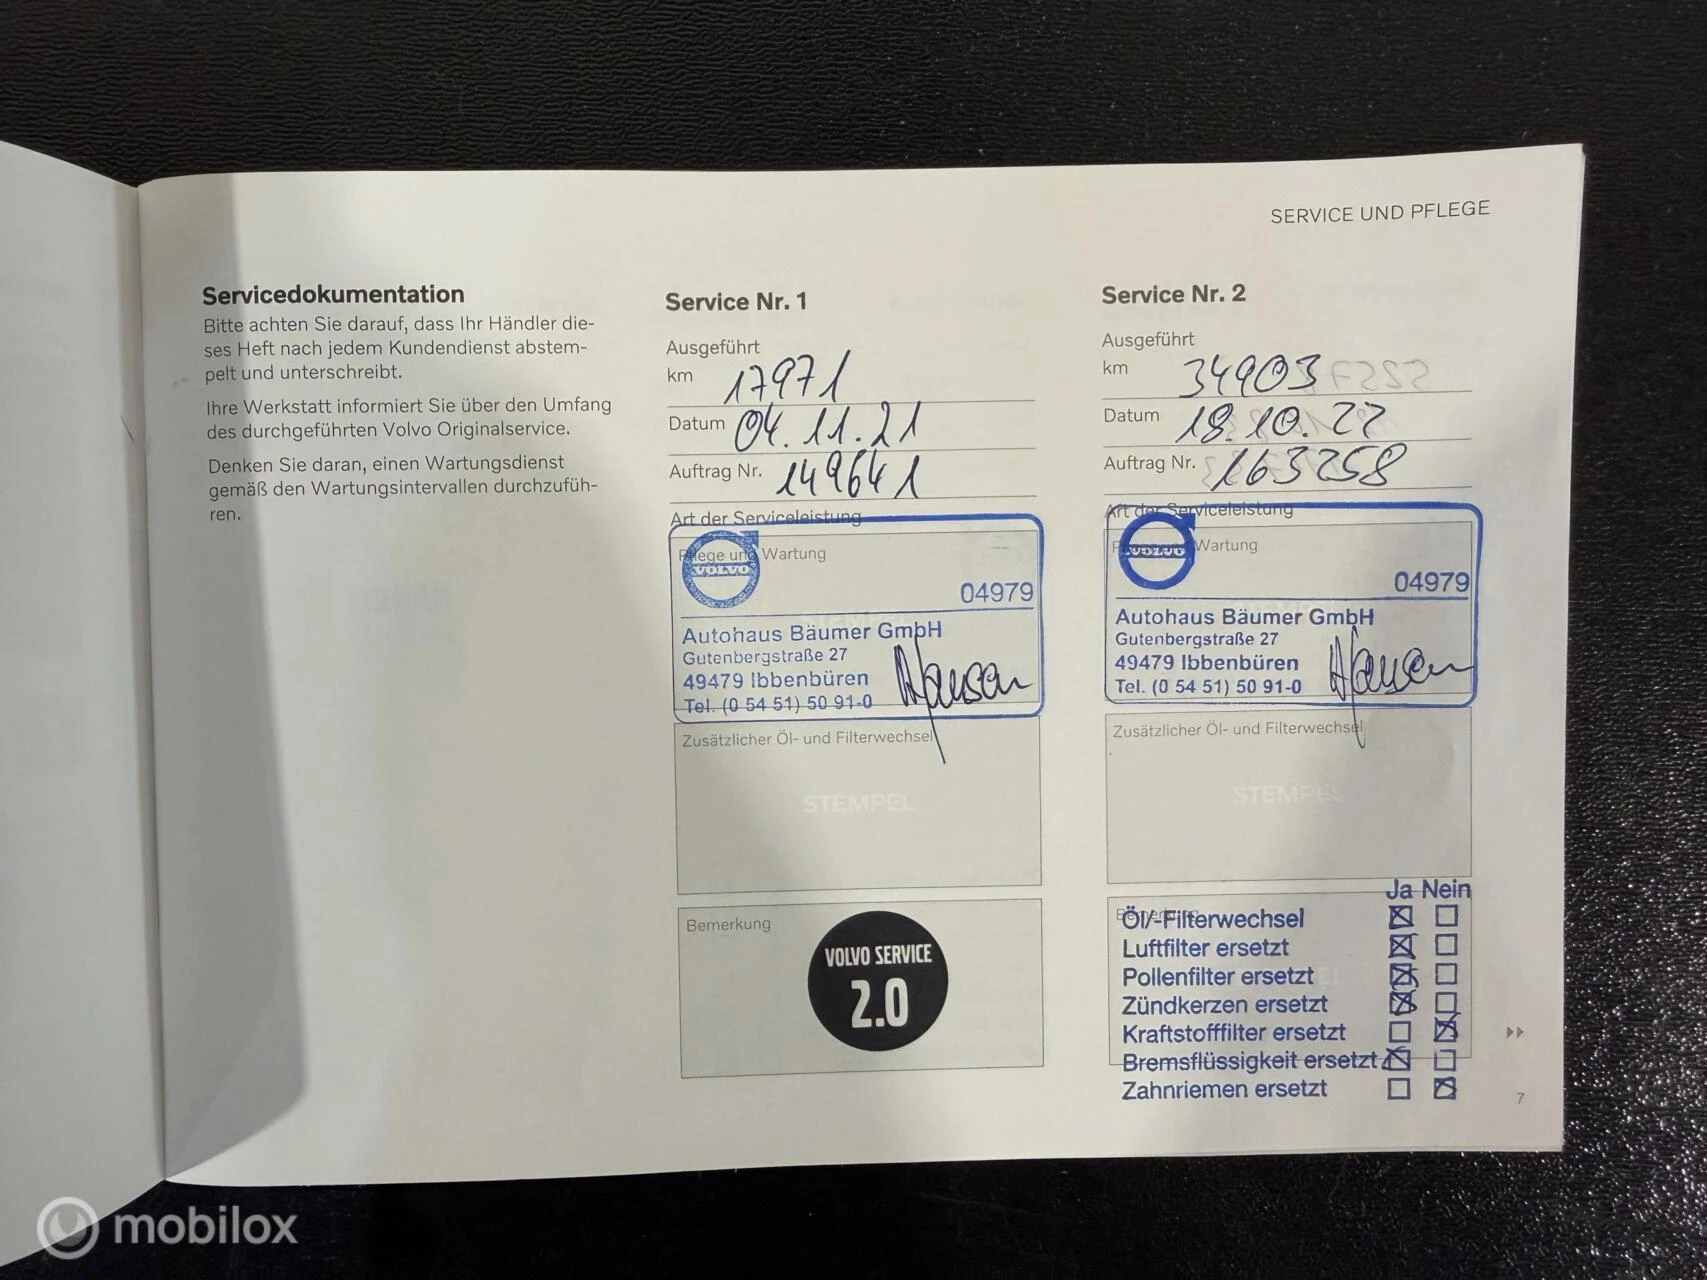 SERVICE UND PFLEGE
Servicedokumentation
Bitte achten Sie darauf, dass Ihr Händler die-
ses Heft nach jedem Kundendienst abstem-
pelt und unterschreibt.
Ihre Werkstatt informiert Sie über den Umfang
des durchgeführten Volvo Originalservice.
Denken Sie daran, einen Wartungsdienst
gemäß den Wartungsintervallen durchzufüh-
ren.
Service Nr. 1
Ausgeführt
km 17971
Datum 04.11.21
Auftrag Nr. 149641
Art der Serviceleistung
Pflege und Wartung
VOLVO
04979
Autohaus Bäumer GmbH
Gutenbergstraße 27
49479 Ibbenbüren
Tel. (0 54 51) 50 91-0
Zusätzlicher Öl- und Filterwechsel
STEMPEL
Bemerkung
VOLVO SERVICE
2.0
Service Nr. 2
Ausgeführt
km 34903
Datum 18.10.22
Auftrag Nr. 163258
Art der Serviceleistung
Wartung
VOLVO
04979
Autohaus Bäumer GmbH
Gutenbergstraße 27
49479 Ibbenbüren
Tel. (0 54 51) 50 91-0
Zusätzlicher Öl- und Filterwechsel
STEMPEL
Ja Nein
Bemerkung
Öl/-Filterwechsel
Luftfilter ersetzt
Pollenfilter ersetzt
Zündkerzen ersetzt
Kraftstofffilter ersetzt
Bremsflüssigkeit ersetzt
Zahnriemen ersetzt
7
mobilox